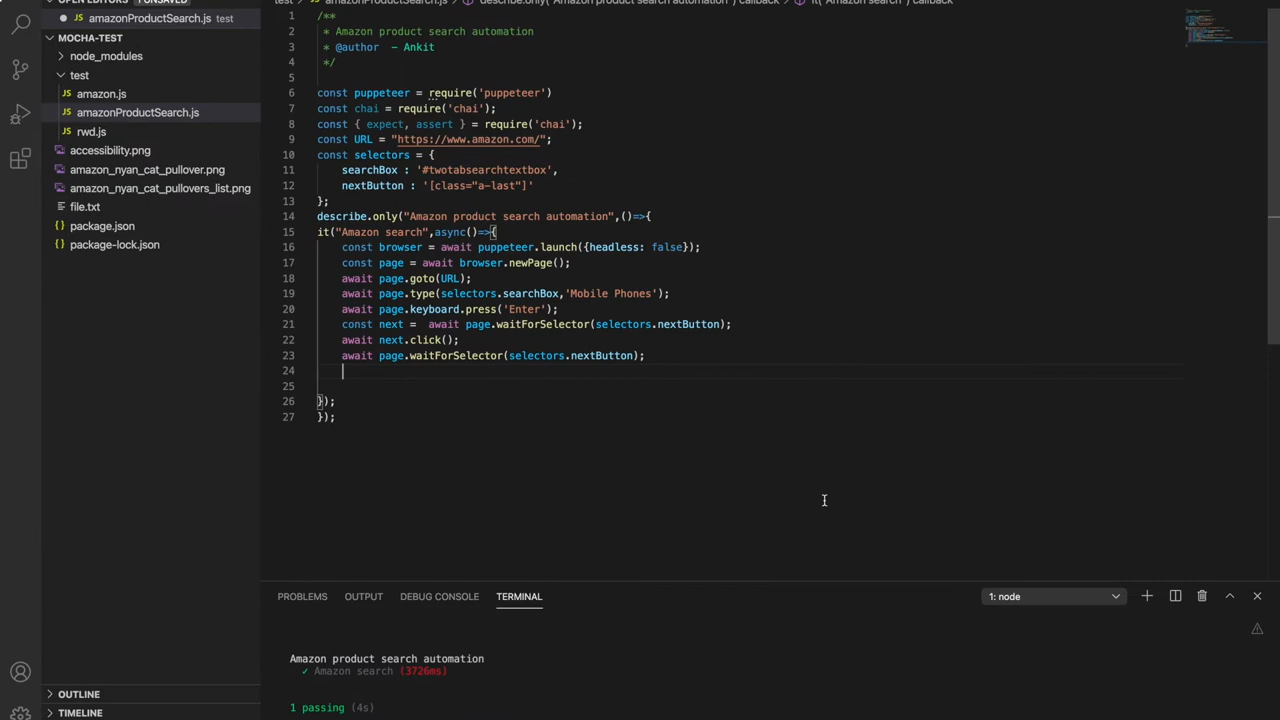 OPEN EDITORS 1 UNSAVED
amazonProductSearch.js test
MOCHA-TEST
node_modules
test
JS amazon.js
JS amazonProductSearch.js
JS rwd.js
accessibility.png
amazon_nyan_cat_pullover.png
amazon_nyan_cat_pullovers_list.png
file.txt
{} package.json
{} package-lock.json
OUTLINE
TIMELINE
test > JS amazonProductSearch.js > describe.only("Amazon product search automation") callback > it("Amazon search") callback
1 /**
2 * Amazon product search automation
3 * @author - Ankit
4 */
5
6 const puppeteer = require('puppeteer')
7 const chai = require('chai');
8 const { expect, assert } = require('chai');
9 const URL = "https://www.amazon.com/";
10 const selectors = {
11 searchBox : '#twotabsearchtextbox',
12 nextButton : '[class="a-last"]'
13 };
14 describe.only("Amazon product search automation",()=>{
15 it("Amazon search",async()=>{
16 const browser = await puppeteer.launch({headless: false});
17 const page = await browser.newPage();
18 await page.goto(URL);
19 await page.type(selectors.searchBox,'Mobile Phones');
20 await page.keyboard.press('Enter');
21 const next = await page.waitForSelector(selectors.nextButton);
22 await next.click();
23 await page.waitForSelector(selectors.nextButton);
24
25
26 });
27 });
PROBLEMS OUTPUT DEBUG CONSOLE TERMINAL 1: node
Amazon product search automation
✓ Amazon search (3726ms)
1 passing (4s)